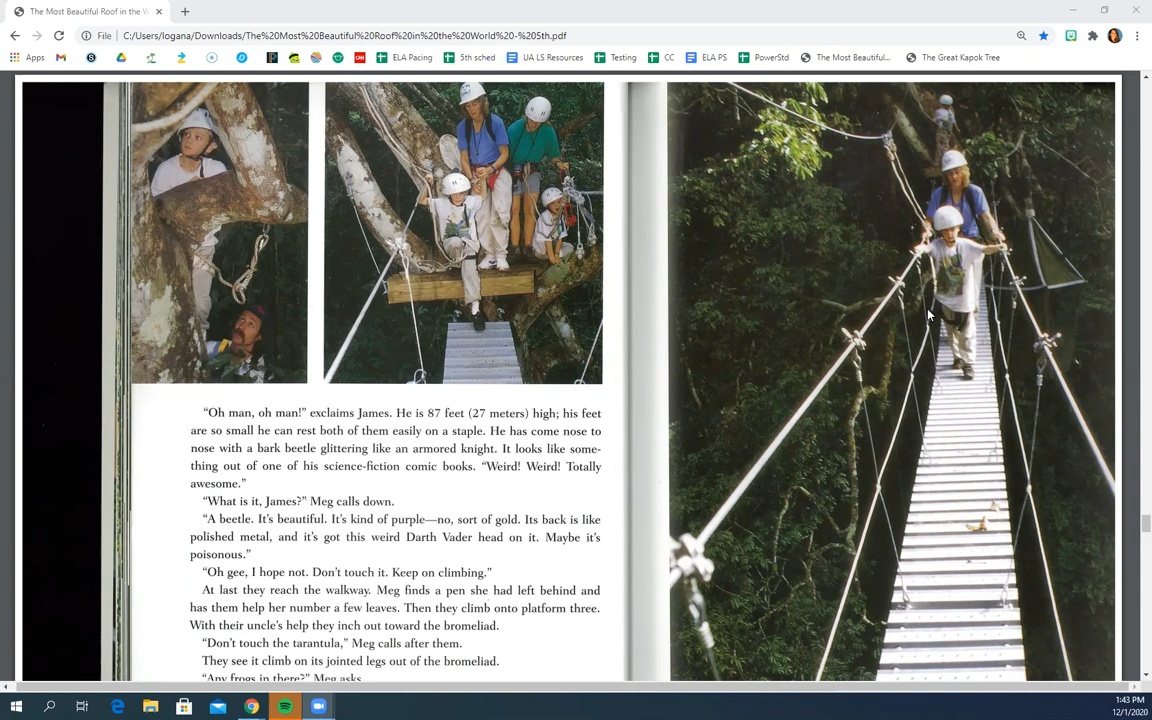 The Most Beautiful Roof in the W
File
C:/Users/logana/Downloads/The%20Most%20Beautiful%20Roof%20in%20the%20World%20-%205th.pdf
Apps
ELA Pacing
5th sched
UA LS Resources
Testing
CC
ELA PS
PowerStd
The Most Beautiful...
The Great Kapok Tree
“Oh man, oh man!” exclaims James. He is 87 feet (27 meters) high; his feet
are so small he can rest both of them easily on a staple. He has come nose to
nose with a bark beetle glittering like an armored knight. It looks like some-
thing out of one of his science-fiction comic books. “Weird! Weird! Totally
awesome.”
“What is it, James?” Meg calls down.
“A beetle. It’s beautiful. It’s kind of purple—no, sort of gold. Its back is like
polished metal, and it’s got this weird Darth Vader head on it. Maybe it’s
poisonous.”
“Oh gee, I hope not. Don’t touch it. Keep on climbing.”
At last they reach the walkway. Meg finds a pen she had left behind and
has them help her number a few leaves. Then they climb onto platform three.
With their uncle’s help they inch out toward the bromeliad.
“Don’t touch the tarantula,” Meg calls after them.
They see it climb on its jointed legs out of the bromeliad.
“Any frogs in there?” Meg asks.
1:43 PM
12/1/2020